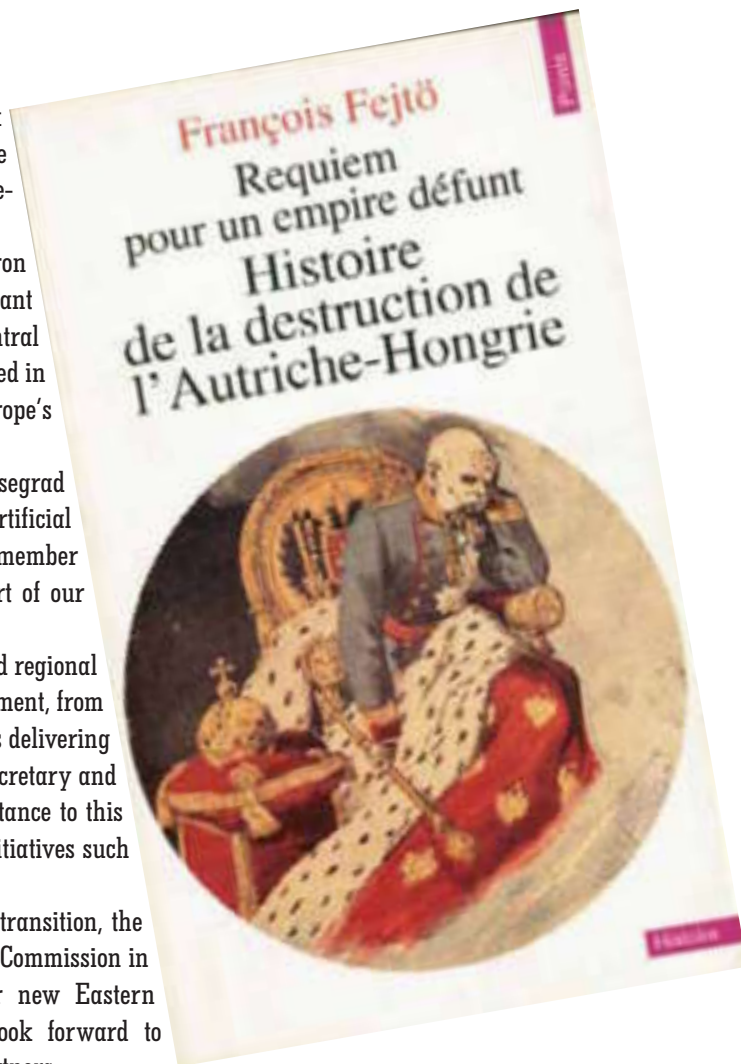 François Fejtö
Requiem
pour un empire défunt
Histoire
de la destruction de
l'Autriche-Hongrie
Points
Histoire
e
e-
on
ant
ntral
ed in
rope's
segrad
rtificial
member
rt of our
d regional
ment, from
s delivering
cretary and
tance to this
itiatives such
transition, the
Commission in
r new Eastern
ook forward to